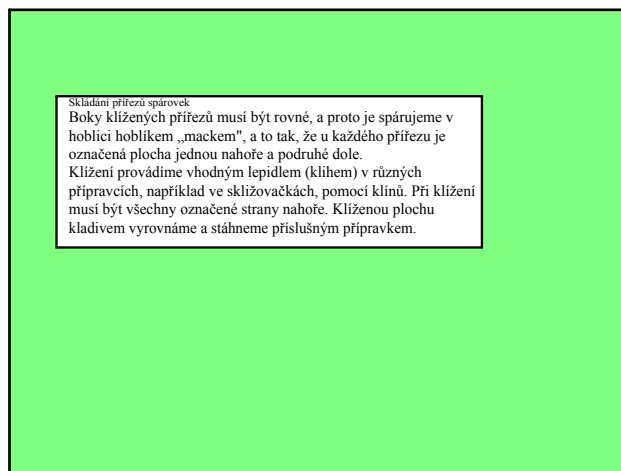 Skládání přířezů spárovek
Boky klížených přířezů musí být rovné, a proto je spárujeme v
hoblici hoblíkem „mackem", a to tak, že u každého přířezu je
označená plocha jednou nahoře a podruhé dole.
Klížení provádíme vhodným lepidlem (klihem) v různých
přípravcích, například ve skližovačkách, pomocí klínů. Při klížení
musí být všechny označené strany nahoře. Klíženou plochu
kladivem vyrovnáme a stáhneme příslušným přípravkem.